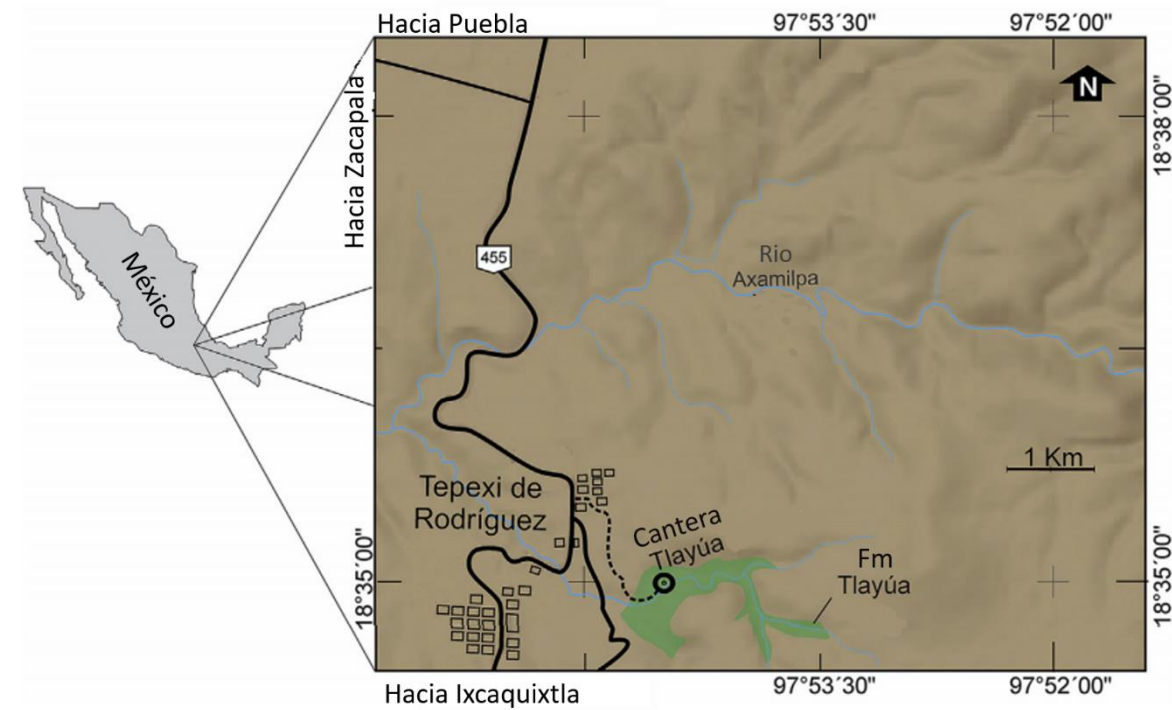 Hacia Puebla
97°53´30"
97°52´00"
N
18°38'00"
Hacia Zacapala
455
México
Rio
Axamilpa
1 Km
Tepexi de
Rodríguez
Cantera
Tlayúa
Fm
Tlayúa
18°35'00"
18°35'00"
97°53´30"
97°52´00"
Hacia Ixcaquixtla